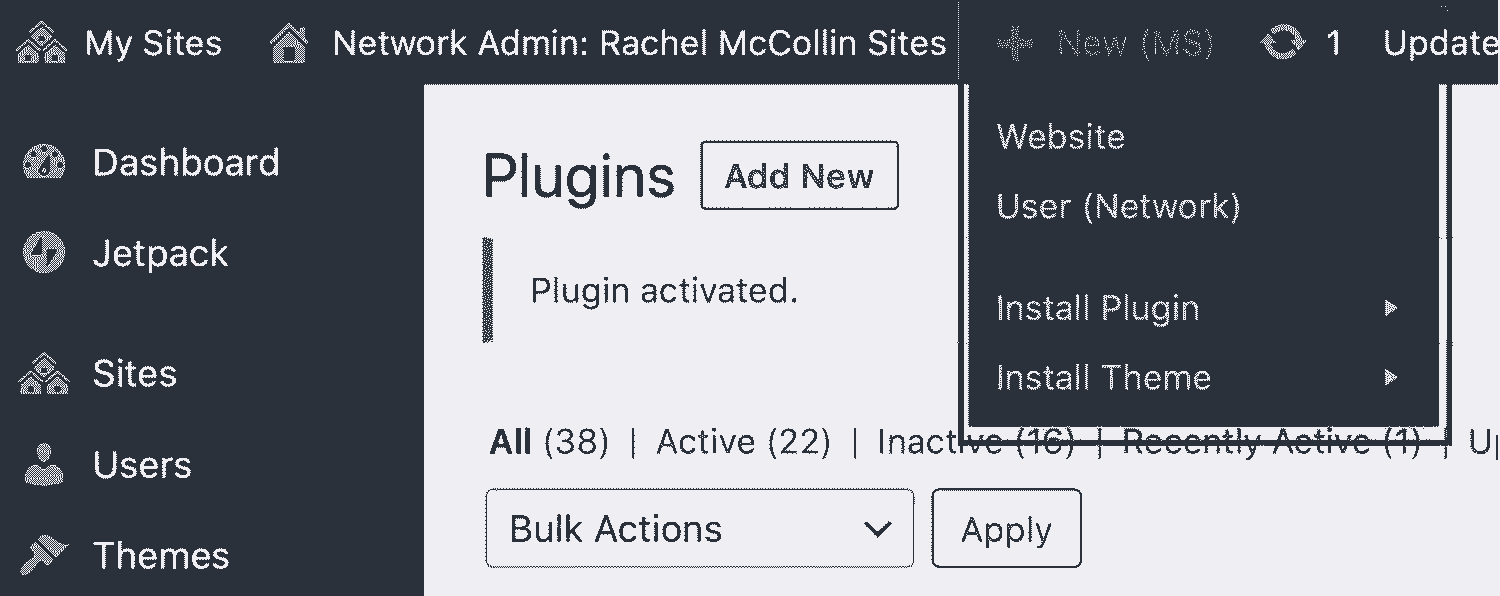 My Sites Network Admin: Rachel McCollin Sites New (MS) 1 Update
Dashboard
Jetpack
Sites
Users
Themes
Plugins Add New
Plugin activated.
All (38) | Active (22) | Inactive (16) | Recently Active (1) | Up
Bulk Actions Apply
Website
User (Network)
Install Plugin
Install Theme